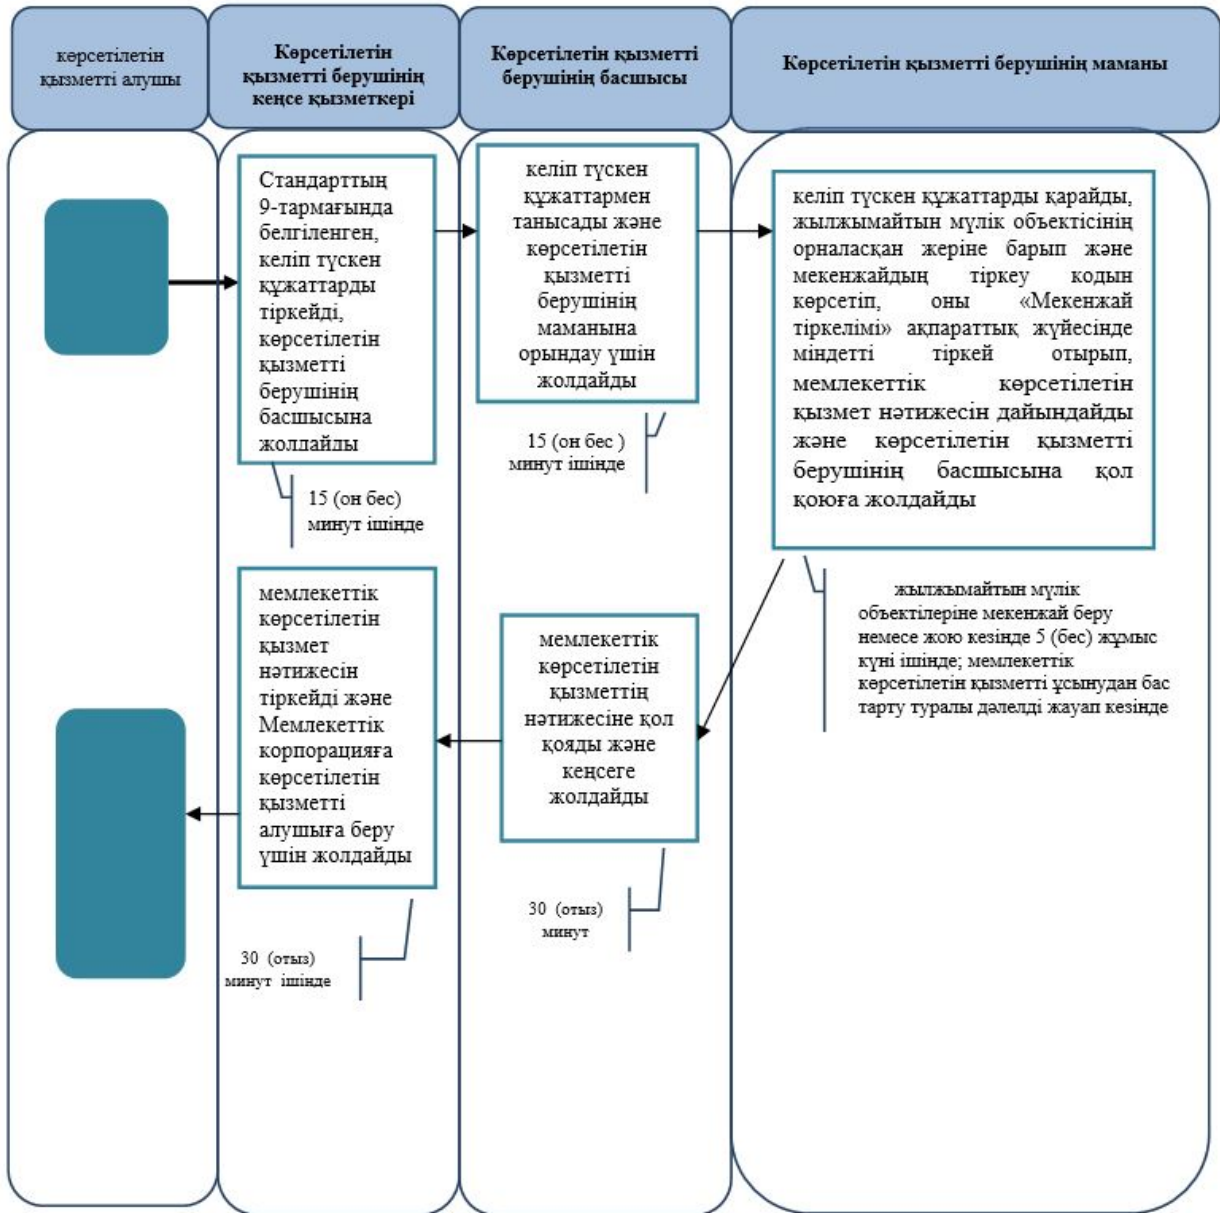 көрсетілетін
қызметті алушы
Көрсетілетін
қызметті берушінің
кеңсе қызметкері
Көрсетілетін қызметті
берушінің басшысы
Көрсетілетін қызметті берушінің маманы
Стандарттың
9-тармағында
белгіленген,
келіп түскен
құжаттарды
тіркейді,
көрсетілетін
қызметті
берушінің
басшысына
жолдайды
15 (он бес)
минут ішінде
келіп түскен
құжаттармен
танысады және
көрсетілетін
қызметті
берушінің
маманына
орындау үшін
жолдайды
15 (он бес )
минут ішінде
келіп түскен құжаттарды қарайды,
жылжымайтын мүлік объектісінің
орналасқан жеріне барып және
мекенжайдың тіркеу кодын
көрсетіп, оны «Мекенжай
тіркелімі» ақпараттық жүйесінде
міндетті тіркей отырып,
мемлекеттік көрсетілетін
қызмет нәтижесін дайындайды
және көрсетілетін қызметті
берушінің басшысына қол
қоюға жолдайды
жылжымайтын мүлік
объектілеріне мекенжай беру
немесе жою кезінде 5 (бес) жұмыс
күні ішінде; мемлекеттік
көрсетілетін қызметті ұсынудан бас
тарту туралы дәлелді жауап кезінде
мемлекеттік
көрсетілетін
қызметтің
нәтижесіне қол
қояды және
кеңсеге
жолдайды
30 (отыз)
минут
мемлекеттік
көрсетілетін
қызмет
нәтижесін
тіркейді және
Мемлекеттік
корпорацияға
көрсетілетін
қызметті
алушыға беру
үшін жолдайды
30 (отыз)
минут ішінде